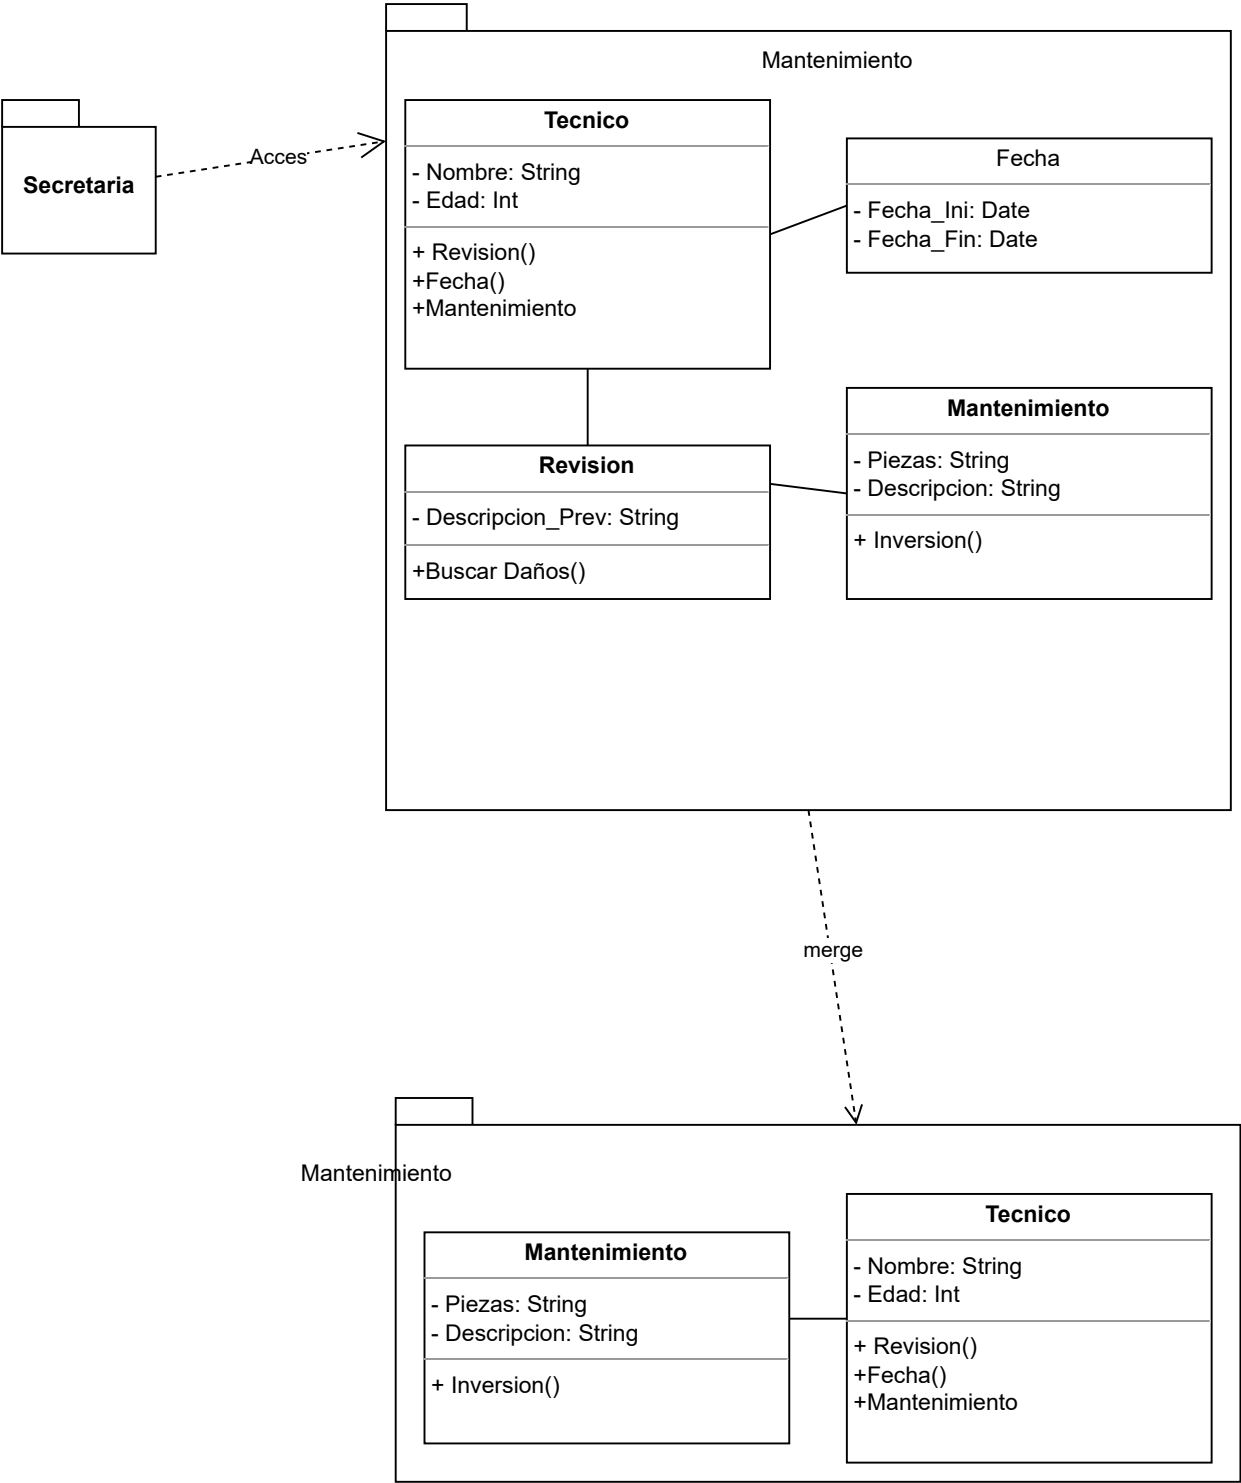 Mantenimiento
Secretaria
Acces
Tecnico
- Nombre: String
- Edad: Int
+ Revision()
+Fecha()
+Mantenimiento
Fecha
- Fecha_Ini: Date
- Fecha_Fin: Date
Revision
- Descripcion_Prev: String
+Buscar Daños()
Mantenimiento
- Piezas: String
- Descripcion: String
+ Inversion()
merge
Mantenimiento
Mantenimiento
- Piezas: String
- Descripcion: String
+ Inversion()
Tecnico
- Nombre: String
- Edad: Int
+ Revision()
+Fecha()
+Mantenimiento